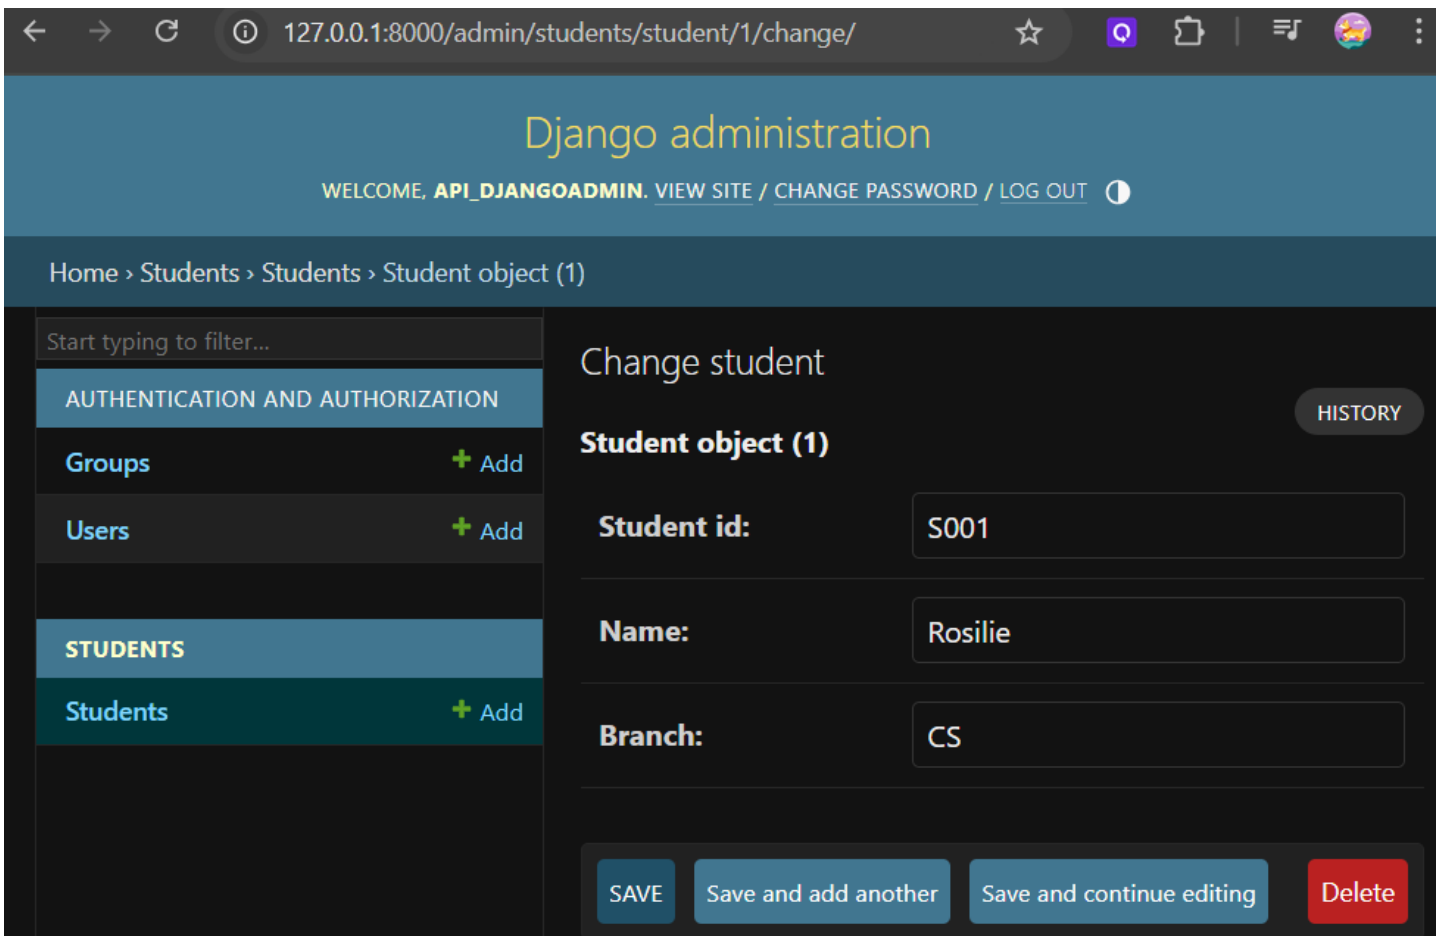 127.0.0.1:8000/admin/students/student/1/change/
Django administration
WELCOME, API_DJANGOADMIN. VIEW SITE / CHANGE PASSWORD / LOG OUT
Home › Students › Students › Student object (1)
Start typing to filter...
AUTHENTICATION AND AUTHORIZATION
Groups + Add
Users + Add
STUDENTS
Students + Add
Change student
HISTORY
Student object (1)
Student id: S001
Name: Rosilie
Branch: CS
SAVE Save and add another Save and continue editing Delete